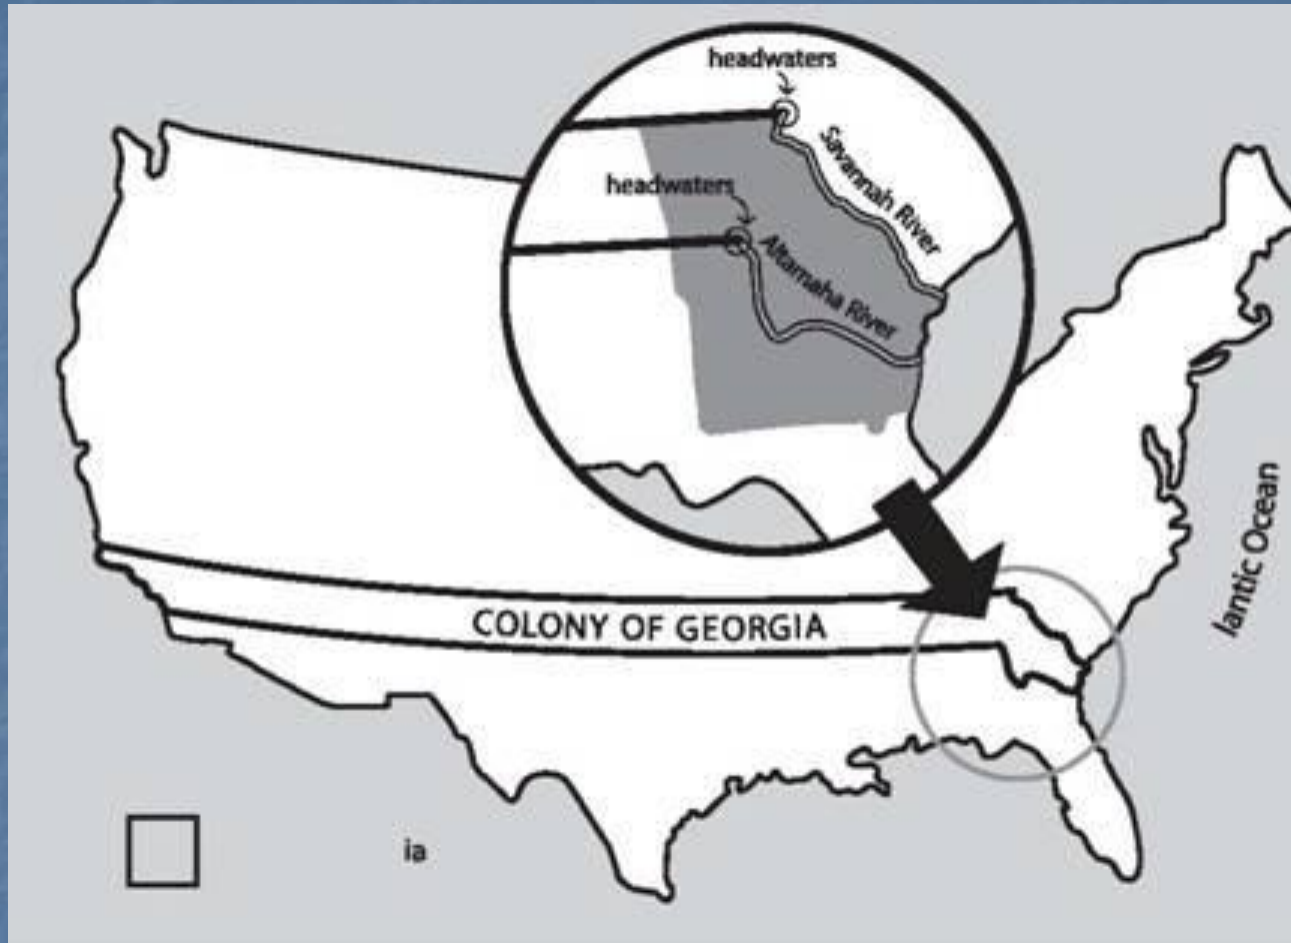 headwaters
Savannah River
headwaters
Altamaha River
COLONY OF GEORGIA
lantic Ocean
ia